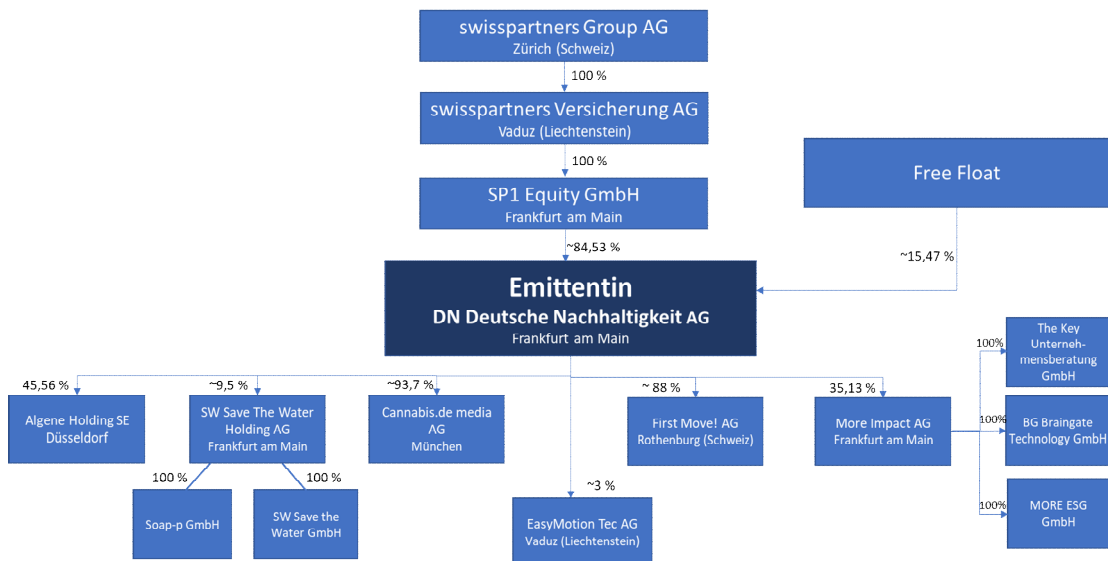 swisspartners Group AG
Zürich (Schweiz)
100 %
swisspartners Versicherung AG
Vaduz (Liechtenstein)
100 %
Free Float
SP1 Equity GmbH
Frankfurt am Main
~84,53 %
~15,47 %
Emittentin
DN Deutsche Nachhaltigkeit AG
Frankfurt am Main
45,56 %
Algene Holding SE
Düsseldorf
~9,5 %
SW Save The Water
Holding AG
Frankfurt am Main
100 %
Soap-p GmbH
100 %
SW Save the
Water GmbH
~93,7 %
Cannabis.de media
AG
München
~3 %
EasyMotion Tec AG
Vaduz (Liechtenstein)
~ 88 %
First Move! AG
Rothenburg (Schweiz)
35,13 %
More Impact AG
Frankfurt am Main
100%
The Key
Unterneh-
mensberatung
GmbH
100%
BG Braingate
Technology GmbH
100%
MORE ESG
GmbH